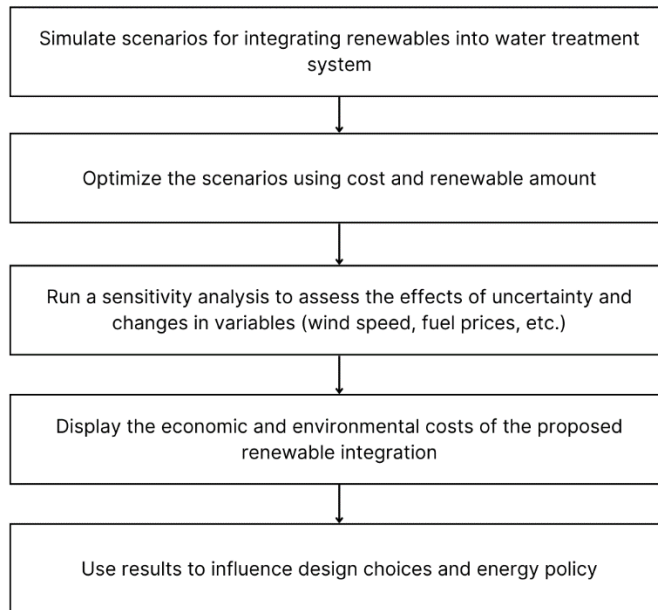 Simulate scenarios for integrating renewables into water treatment
system
Optimize the scenarios using cost and renewable amount
Run a sensitivity analysis to assess the effects of uncertainty and
changes in variables (wind speed, fuel prices, etc.)
Display the economic and environmental costs of the proposed
renewable integration
Use results to influence design choices and energy policy